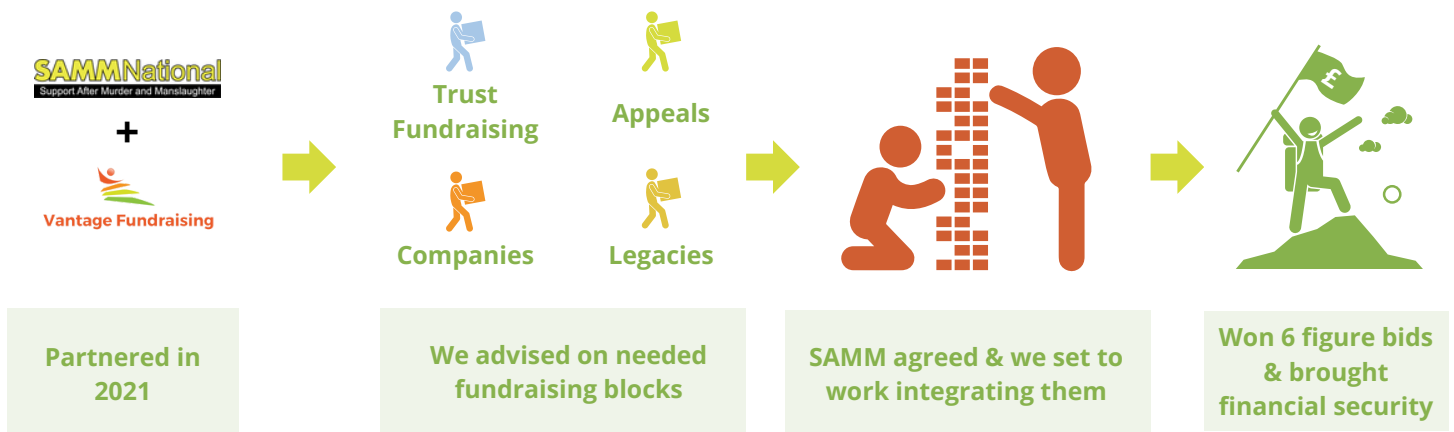 SAMMNational
Support After Murder and Manslaughter
+
Vantage Fundraising
Partnered in
2021
Trust
Fundraising
Appeals
Companies
Legacies
We advised on needed
fundraising blocks
SAMM agreed & we set to
work integrating them
£
Won 6 figure bids
& brought
financial security